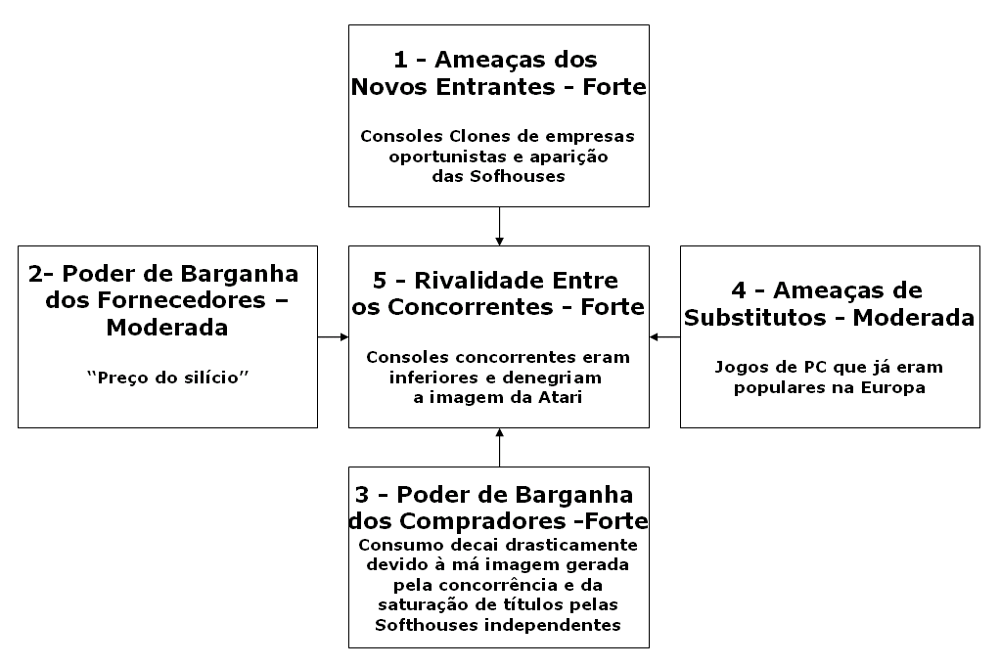 1 - Ameaças dos
Novos Entrantes - Forte
Consoles Clones de empresas
oportunistas e aparição
das Sofhouses
2- Poder de Barganha
dos Fornecedores –
Moderada
“Preço do silício”
5 - Rivalidade Entre
os Concorrentes - Forte
Consoles concorrentes eram
inferiores e denegriam
a imagem da Atari
4 - Ameaças de
Substitutos - Moderada
Jogos de PC que já eram
populares na Europa
3 - Poder de Barganha
dos Compradores -Forte
Consumo decai drasticamente
devido à má imagem gerada
pela concorrência e da
saturação de títulos pelas
Softhouses independentes